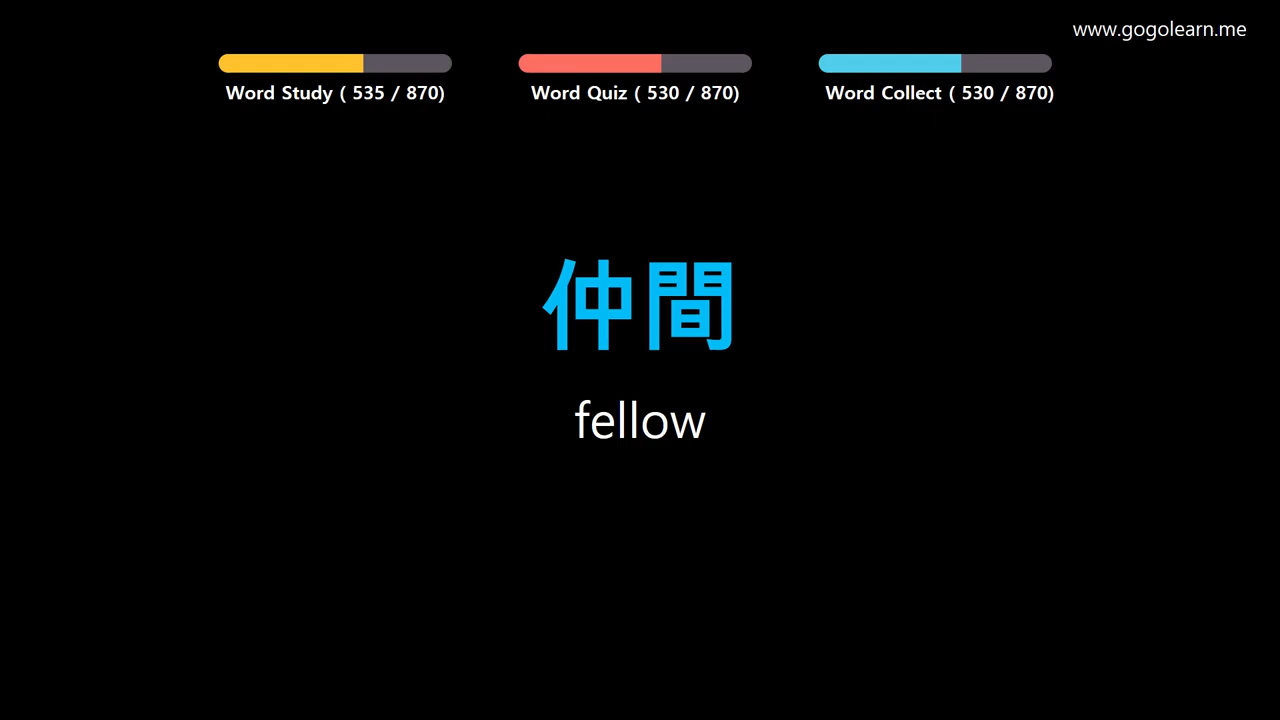 www.gogolearn.me
Word Study ( 535 / 870)
Word Quiz ( 530 / 870)
Word Collect ( 530 / 870)
仲間
fellow